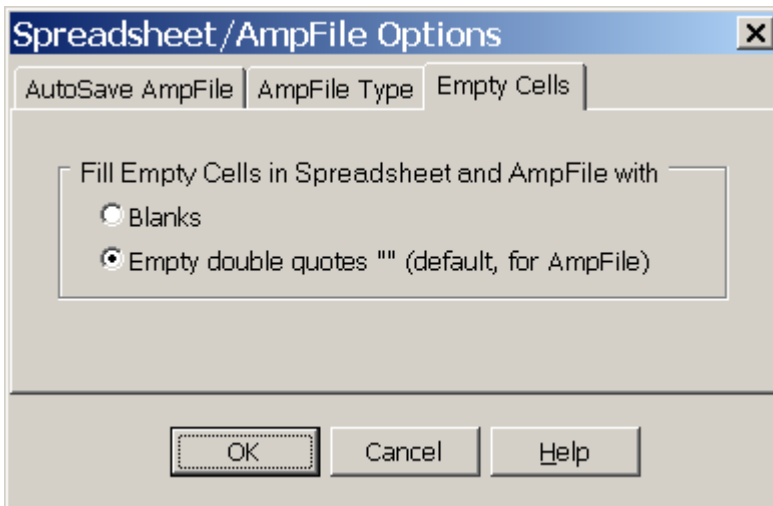 Spreadsheet/AmpFile Options
AutoSave AmpFile AmpFile Type Empty Cells
Fill Empty Cells in Spreadsheet and AmpFile with
Blanks
Empty double quotes "" (default, for AmpFile)
OK Cancel Help